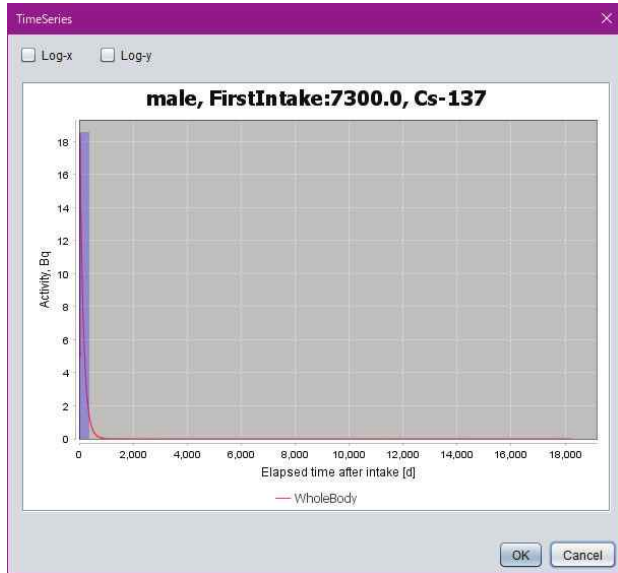 TimeSeries
Log-x Log-y
male, FirstIntake:7300.0, Cs-137
18
16
14
12
10
8
6
4
2
0
Activity, Bq
0 2,000 4,000 6,000 8,000 10,000 12,000 14,000 16,000 18,000
Elapsed time after intake [d]
WholeBody
OK Cancel